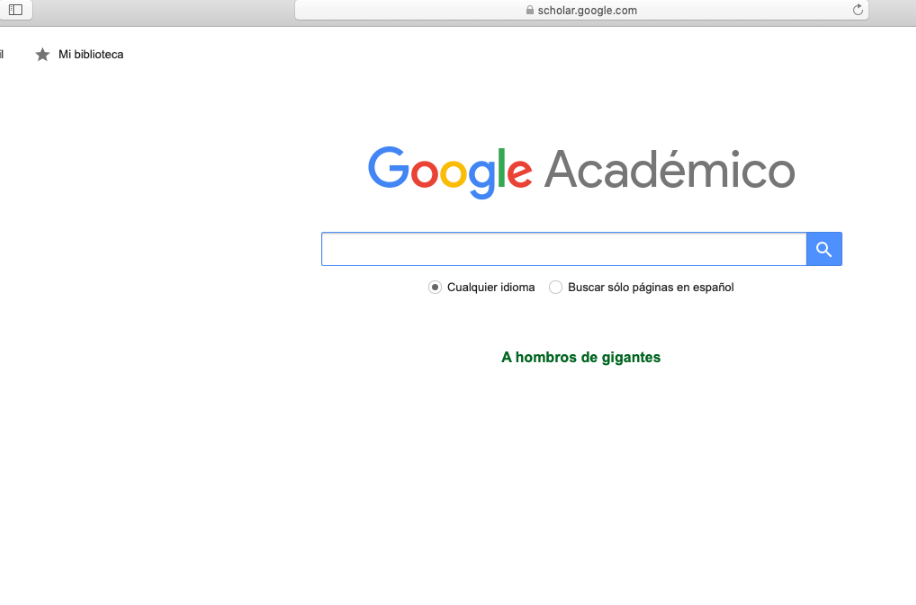 scholar.google.com
Mi biblioteca
Google Académico
Cualquier idioma Buscar sólo páginas en español
A hombros de gigantes